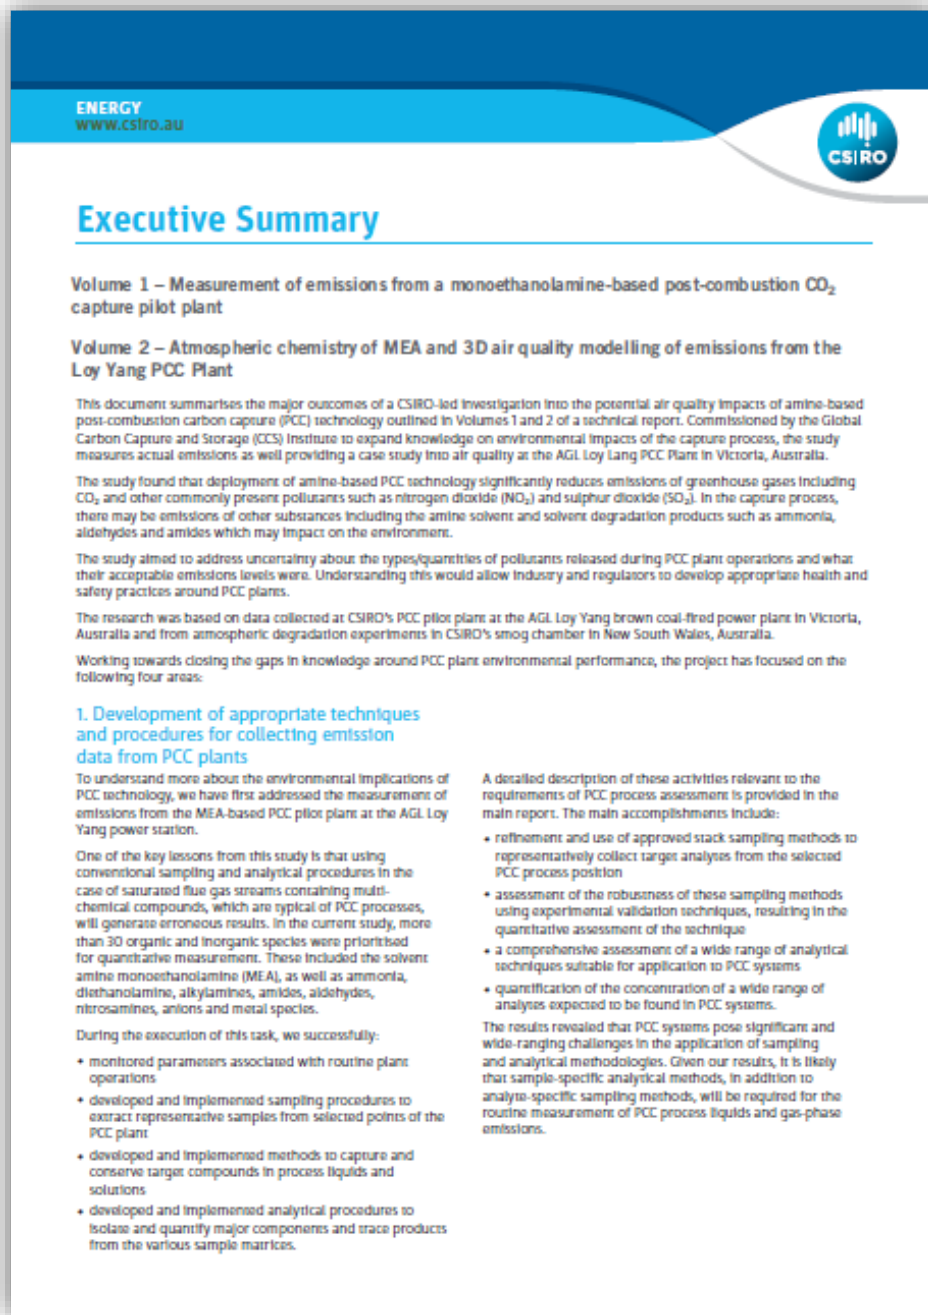 ENERGY
www.csiro.au
CSIRO
Executive Summary
Volume 1 – Measurement of emissions from a monoethanolamine-based post-combustion CO₂
capture pilot plant
Volume 2 – Atmospheric chemistry of MEA and 3D air quality modelling of emissions from the
Loy Yang PCC Plant
This document summarises the major outcomes of a CSIRO-led investigation into the potential air quality impacts of amine-based
post-combustion carbon capture (PCC) technology outlined in Volumes 1 and 2 of a technical report. Commissioned by the Global
Carbon Capture and Storage (CCS) Institute to expand knowledge on environmental impacts of the capture process, the study
measures actual emissions as well providing a case study into air quality at the AGL Loy Lang PCC Plant in Victoria, Australia.
The study found that deployment of amine-based PCC technology significantly reduces emissions of greenhouse gases including
CO₂ and other commonly present pollutants such as nitrogen dioxide (NO₂) and sulphur dioxide (SO₂). In the capture process,
there may be emissions of other substances including the amine solvent and solvent degradation products such as ammonia,
aldehydes and amides which may impact on the environment.
The study aimed to address uncertainty about the types/quantities of pollutants released during PCC plant operations and what
their acceptable emissions levels were. Understanding this would allow industry and regulators to develop appropriate health and
safety practices around PCC plants.
The research was based on data collected at CSIRO's PCC pilot plant at the AGL Loy Yang brown coal-fired power plant in Victoria,
Australia and from atmospheric degradation experiments in CSIRO's smog chamber in New South Wales, Australia.
Working towards closing the gaps in knowledge around PCC plant environmental performance, the project has focused on the
following four areas:
1. Development of appropriate techniques
and procedures for collecting emission
data from PCC plants
To understand more about the environmental implications of
PCC technology, we have first addressed the measurement of
emissions from the MEA-based PCC pilot plant at the AGL Loy
Yang power station.
One of the key lessons from this study is that using
conventional sampling and analytical procedures in the
case of saturated flue gas streams containing multi-
chemical compounds, which are typical of PCC processes,
will generate erroneous results. In the current study, more
than 30 organic and inorganic species were prioritised
for quantitative measurement. These included the solvent
amine monoethanolamine (MEA), as well as ammonia,
diethanolamine, alkylamines, amides, aldehydes,
nitrosamines, anions and metal species.
During the execution of this task, we successfully:
• monitored parameters associated with routine plant
operations
• developed and implemented sampling procedures to
extract representative samples from selected points of the
PCC plant
• developed and implemented methods to capture and
conserve target compounds in process liquids and
solutions
• developed and implemented analytical procedures to
isolate and quantify major components and trace products
from the various sample matrices.
A detailed description of these activities relevant to the
requirements of PCC process assessment is provided in the
main report. The main accomplishments include:
• refinement and use of approved stack sampling methods to
representatively collect target analytes from the selected
PCC process position
• assessment of the robustness of these sampling methods
using experimental validation techniques, resulting in the
quantitative assessment of the technique
• a comprehensive assessment of a wide range of analytical
techniques suitable for application to PCC systems
• quantification of the concentration of a wide range of
analytes expected to be found in PCC systems.
The results revealed that PCC systems pose significant and
wide-ranging challenges in the application of sampling
and analytical methodologies. Given our results, it is likely
that sample-specific analytical methods, in addition to
analyte-specific sampling methods, will be required for the
routine measurement of PCC process liquids and gas-phase
emissions.